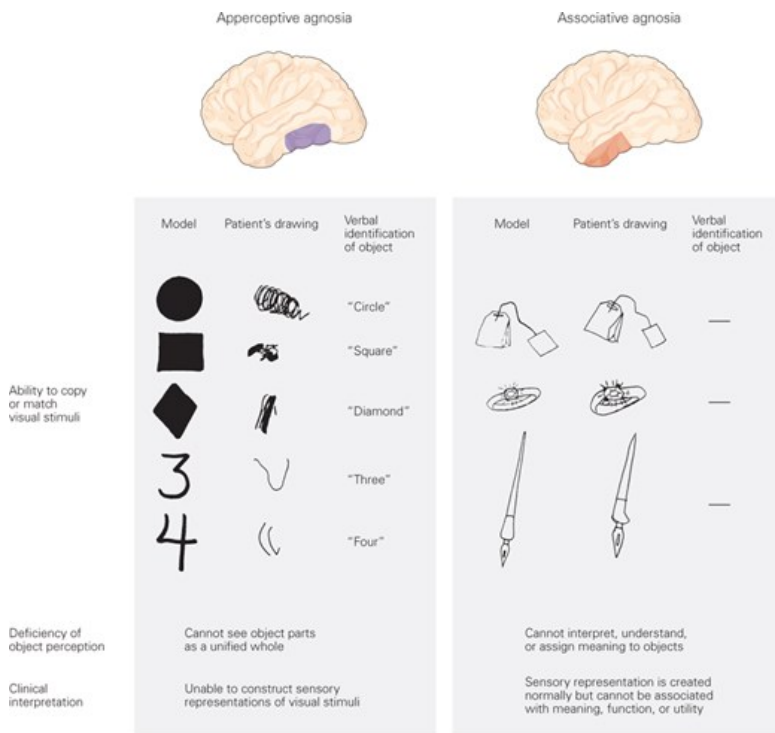 Apperceptive agnosia
Associative agnosia
Model
Patient's drawing
Verbal
identification
of object
Model
Patient's drawing
Verbal
identification
of object
Ability to copy
or match
visual stimuli
"Circle"
"Square"
"Diamond"
3
"Three"
4
"Four"
—
—
—
Deficiency of
object perception
Cannot see object parts
as a unified whole
Cannot interpret, understand,
or assign meaning to objects
Clinical
interpretation
Unable to construct sensory
representations of visual stimuli
Sensory representation is created
normally but cannot be associated
with meaning, function, or utility